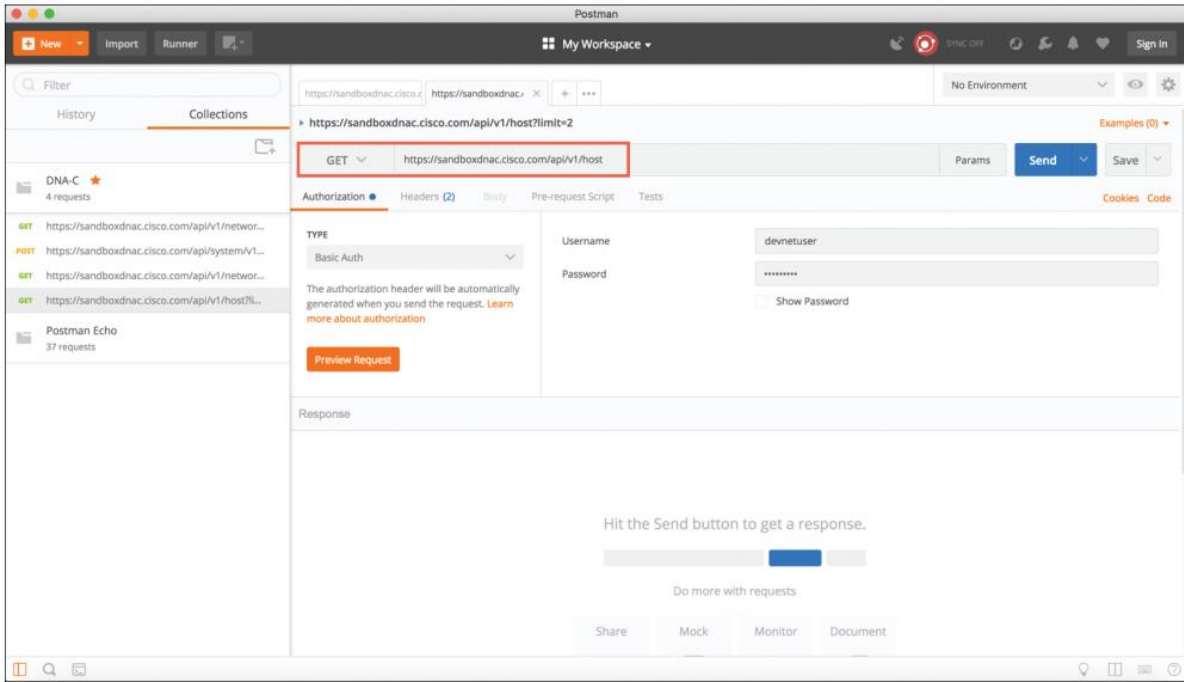 Postman
New
Import
Runner
My Workspace
SYNC OFF
Sign In
Filter
History
Collections
DNA-C
4 requests
GET https://sandboxdnac.cisco.com/api/v1/networ...
POST https://sandboxdnac.cisco.com/api/system/v1...
GET https://sandboxdnac.cisco.com/api/v1/networ...
GET https://sandboxdnac.cisco.com/api/v1/host?li...
Postman Echo
37 requests
https://sandboxdnac.cisco.c
https://sandboxdnac.c
No Environment
https://sandboxdnac.cisco.com/api/v1/host?limit=2
Examples (0)
GET
https://sandboxdnac.cisco.com/api/v1/host
Params
Send
Save
Authorization
Headers (2)
Body
Pre-request Script
Tests
Cookies
Code
TYPE
Basic Auth
The authorization header will be automatically
generated when you send the request. Learn
more about authorization
Preview Request
Username
devnetuser
Password
•••••••••
Show Password
Response
Hit the Send button to get a response.
Do more with requests
Share
Mock
Monitor
Document